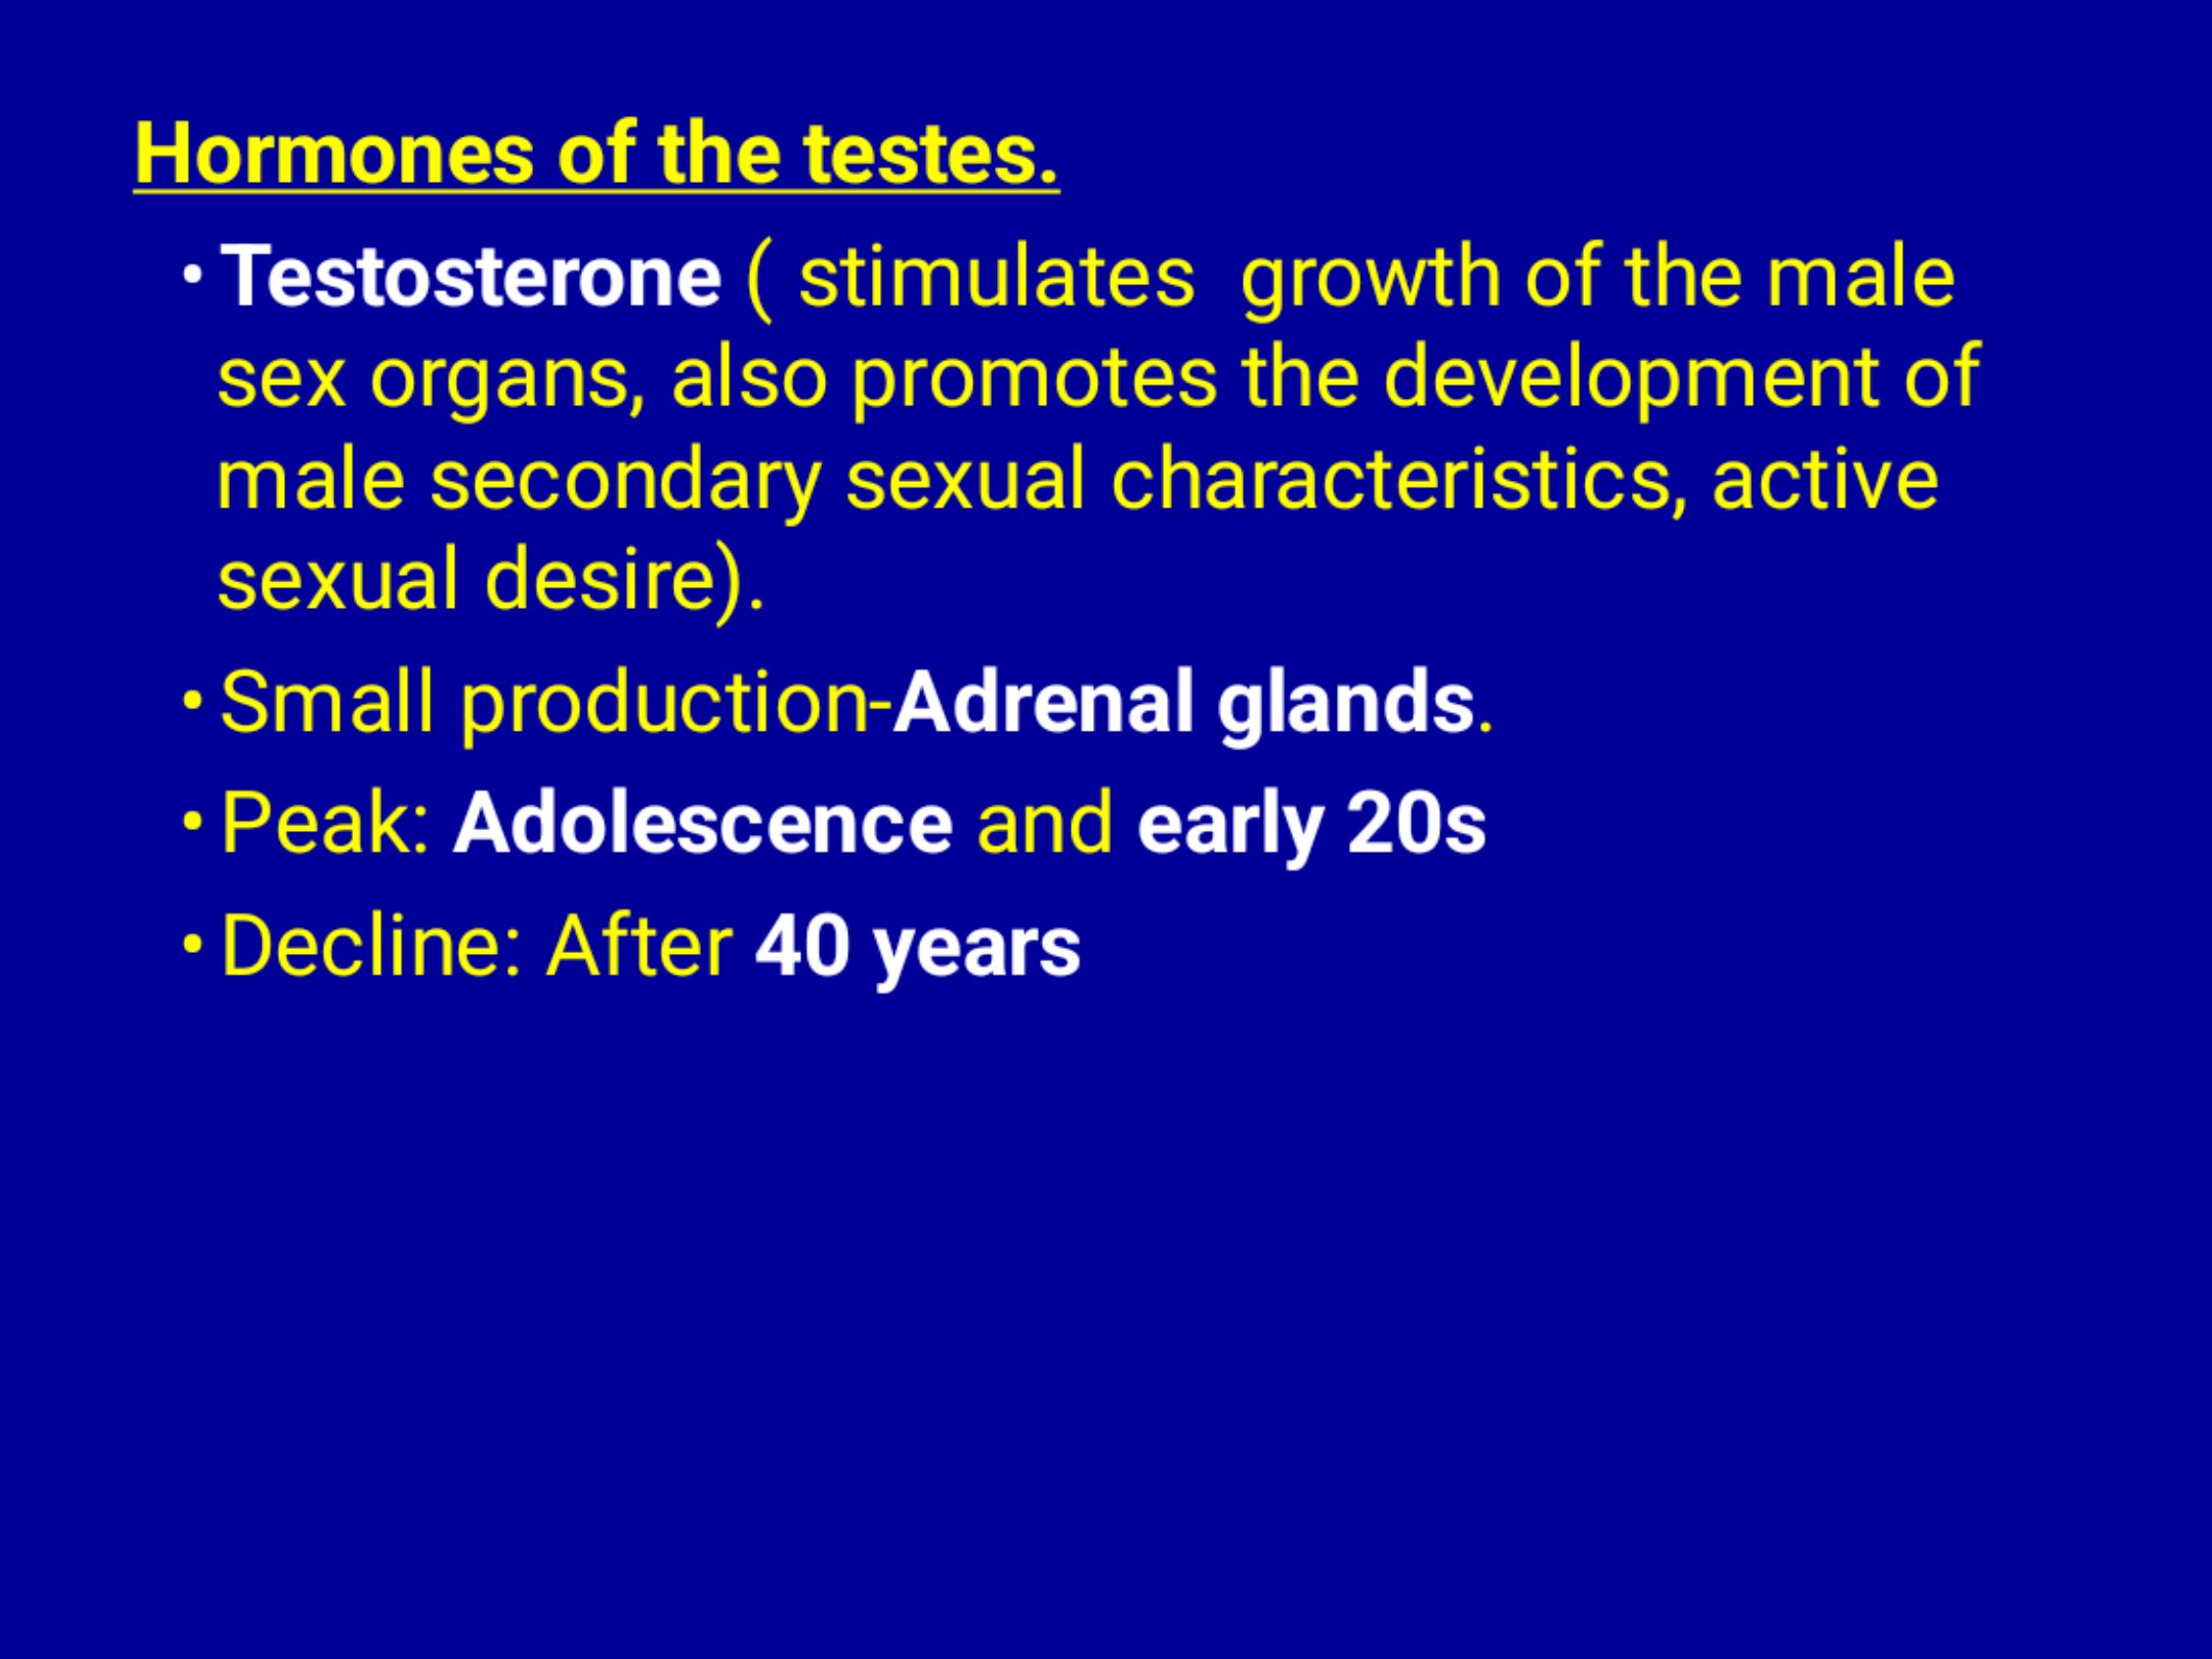 Hormones of the testes.
• Testosterone ( stimulates  growth of the male
sex organs, also promotes the development of
male secondary sexual characteristics, active
sexual desire).
• Small production-Adrenal glands.
• Peak: Adolescence and early 20s
• Decline: After 40 years